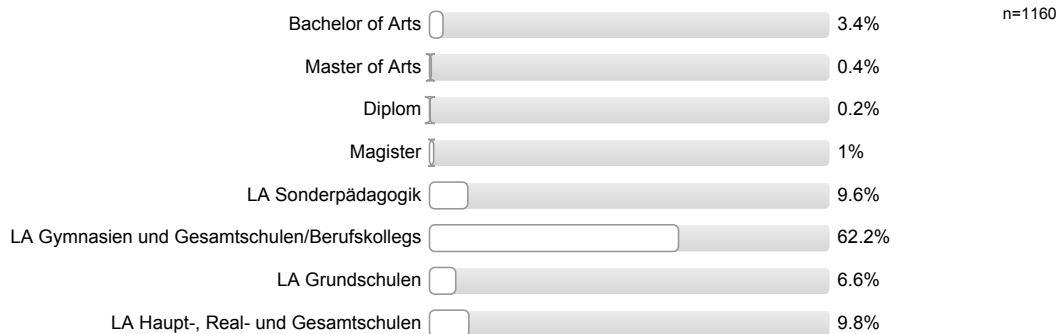 n=1160
Bachelor of Arts 3.4%
Master of Arts 0.4%
Diplom 0.2%
Magister 1%
LA Sonderpädagogik 9.6%
LA Gymnasien und Gesamtschulen/Berufskollegs 62.2%
LA Grundschulen 6.6%
LA Haupt-, Real- und Gesamtschulen 9.8%